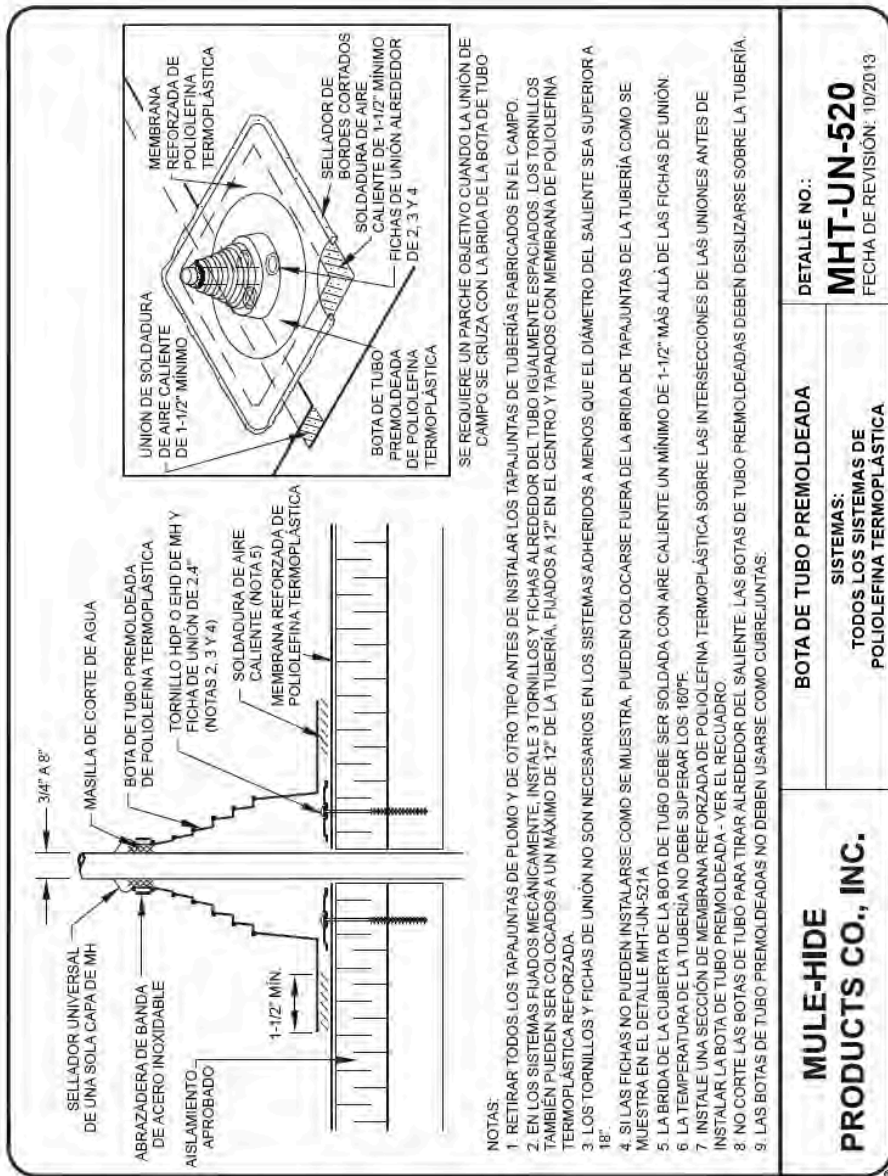 3/4" A 8"
SELLADOR UNIVERSAL
DE UNA SOLA CAPA DE MH
ABRAZADERA DE BANDA
DE ACERO INOXIDABLE
AISLAMIENTO
APROBADO
1-1/2" MÍN.
MASILLA DE CORTE DE AGUA
BOTA DE TUBO PREMOLDEADA
DE POLIOLEFINA TERMOPLÁSTICA
TORNILLO HDP O EHD DE MH Y
FICHA DE UNIÓN DE 2.4"
(NOTAS 2, 3 Y 4)
SOLDADURA DE AIRE
CALIENTE (NOTA 5)
MEMBRANA REFORZADA DE
POLIOLEFINA TERMOPLÁSTICA
UNIÓN DE SOLDADURA
DE AIRE CALIENTE
DE 1-1/2" MÍNIMO
MEMBRANA
REFORZADA DE
POLIOLEFINA
TERMOPLÁSTICA
SELLADOR DE
BORDES CORTADOS
SOLDADURA DE AIRE
CALIENTE DE 1-1/2" MÍNIMO
FICHAS DE UNIÓN ALREDEDOR
DE 2, 3 Y 4
BOTA DE TUBO
PREMOLDEADA
DE POLIOLEFINA
TERMOPLÁSTICA
SE REQUIERE UN PARCHE OBJETIVO CUANDO LA UNIÓN DE
CAMPO SE CRUZA CON LA BRIDA DE LA BOTA DE TUBO
NOTAS:
1. RETIRAR TODOS LOS TAPAJUNTAS DE PLOMO Y DE OTRO TIPO ANTES DE INSTALAR LOS TAPAJUNTAS DE TUBERÍAS FABRICADOS EN EL CAMPO.
2. EN LOS SISTEMAS FIJADOS MECÁNICAMENTE, INSTALE 3 TORNILLOS Y FICHAS ALREDEDOR DEL TUBO IGUALMENTE ESPACIADOS. LOS TORNILLOS
TAMBIÉN PUEDEN SER COLOCADOS A UN MÁXIMO DE 12" DE LA TUBERÍA, FIJADOS A 12" EN EL CENTRO Y TAPADOS CON MEMBRANA DE POLIOLEFINA
TERMOPLÁSTICA REFORZADA.
3. LOS TORNILLOS Y FICHAS DE UNIÓN NO SON NECESARIOS EN LOS SISTEMAS ADHERIDOS A MENOS QUE EL DIÁMETRO DEL SALIENTE SEA SUPERIOR A
18".
4. SI LAS FICHAS NO PUEDEN INSTALARSE COMO SE MUESTRA, PUEDEN COLOCARSE FUERA DE LA BRIDA DE TAPAJUNTAS DE LA TUBERÍA COMO SE
MUESTRA EN EL DETALLE MHT-UN-521A
5. LA BRIDA DE LA CUBIERTA DE LA BOTA DE TUBO DEBE SER SOLDADA CON AIRE CALIENTE UN MÍNIMO DE 1-1/2" MÁS ALLÁ DE LAS FICHAS DE UNIÓN.
6. LA TEMPERATURA DE LA TUBERÍA NO DEBE SUPERAR LOS 160°F.
7. INSTALE UNA SECCIÓN DE MEMBRANA REFORZADA DE POLIOLEFINA TERMOPLÁSTICA SOBRE LAS INTERSECCIONES DE LAS UNIONES ANTES DE
INSTALAR LA BOTA DE TUBO PREMOLDEADA - VER EL RECUADRO.
8. NO CORTE LAS BOTAS DE TUBO PARA TIRAR ALREDEDOR DEL SALIENTE; LAS BOTAS DE TUBO PREMOLDEADAS DEBEN DESLIZARSE SOBRE LA TUBERÍA.
9. LAS BOTAS DE TUBO PREMOLDEADAS NO DEBEN USARSE COMO CUBREJUNTAS.
MULE-HIDE
PRODUCTS CO., INC.
BOTA DE TUBO PREMOLDEADA
SISTEMAS:
TODOS LOS SISTEMAS DE
POLIOLEFINA TERMOPLÁSTICA
DETALLE NO.:
MHT-UN-520
FECHA DE REVISIÓN: 10/2013